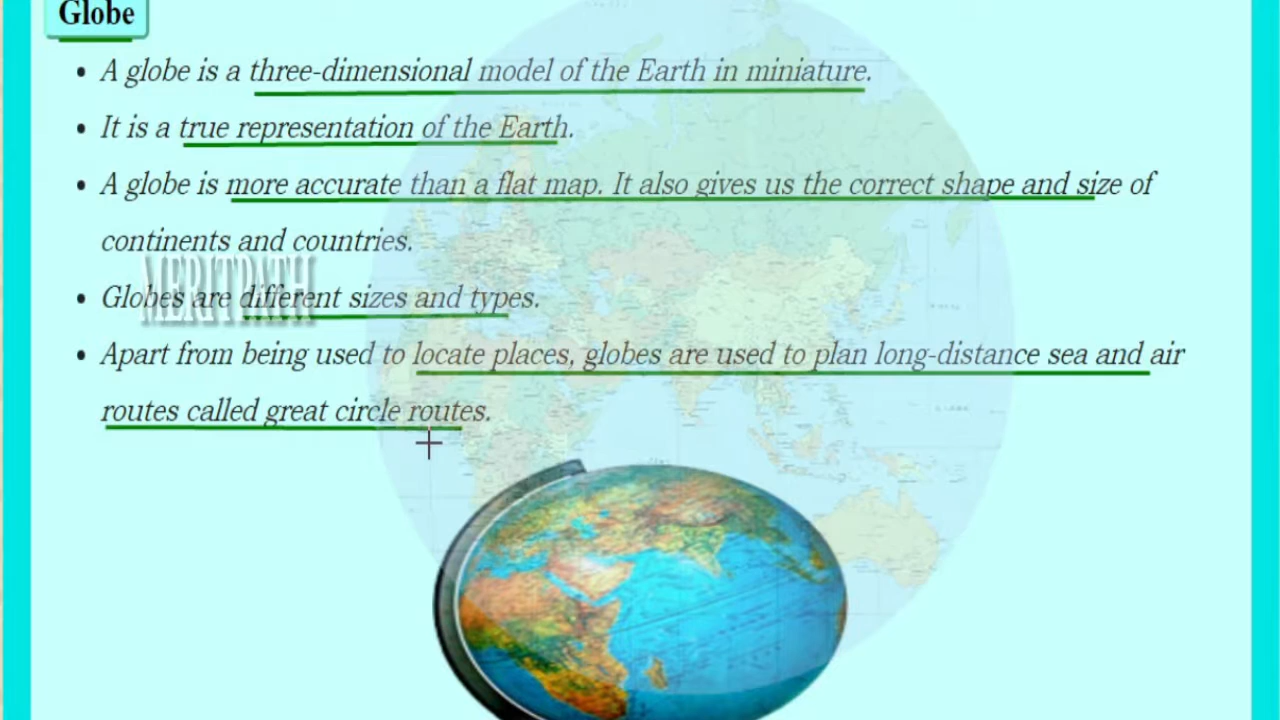 Globe
• A globe is a three-dimensional model of the Earth in miniature.
• It is a true representation of the Earth.
• A globe is more accurate than a flat map. It also gives us the correct shape and size of
continents and countries.
MERITPATH
• Globes are different sizes and types.
• Apart from being used to locate places, globes are used to plan long-distance sea and air
routes called great circle routes.